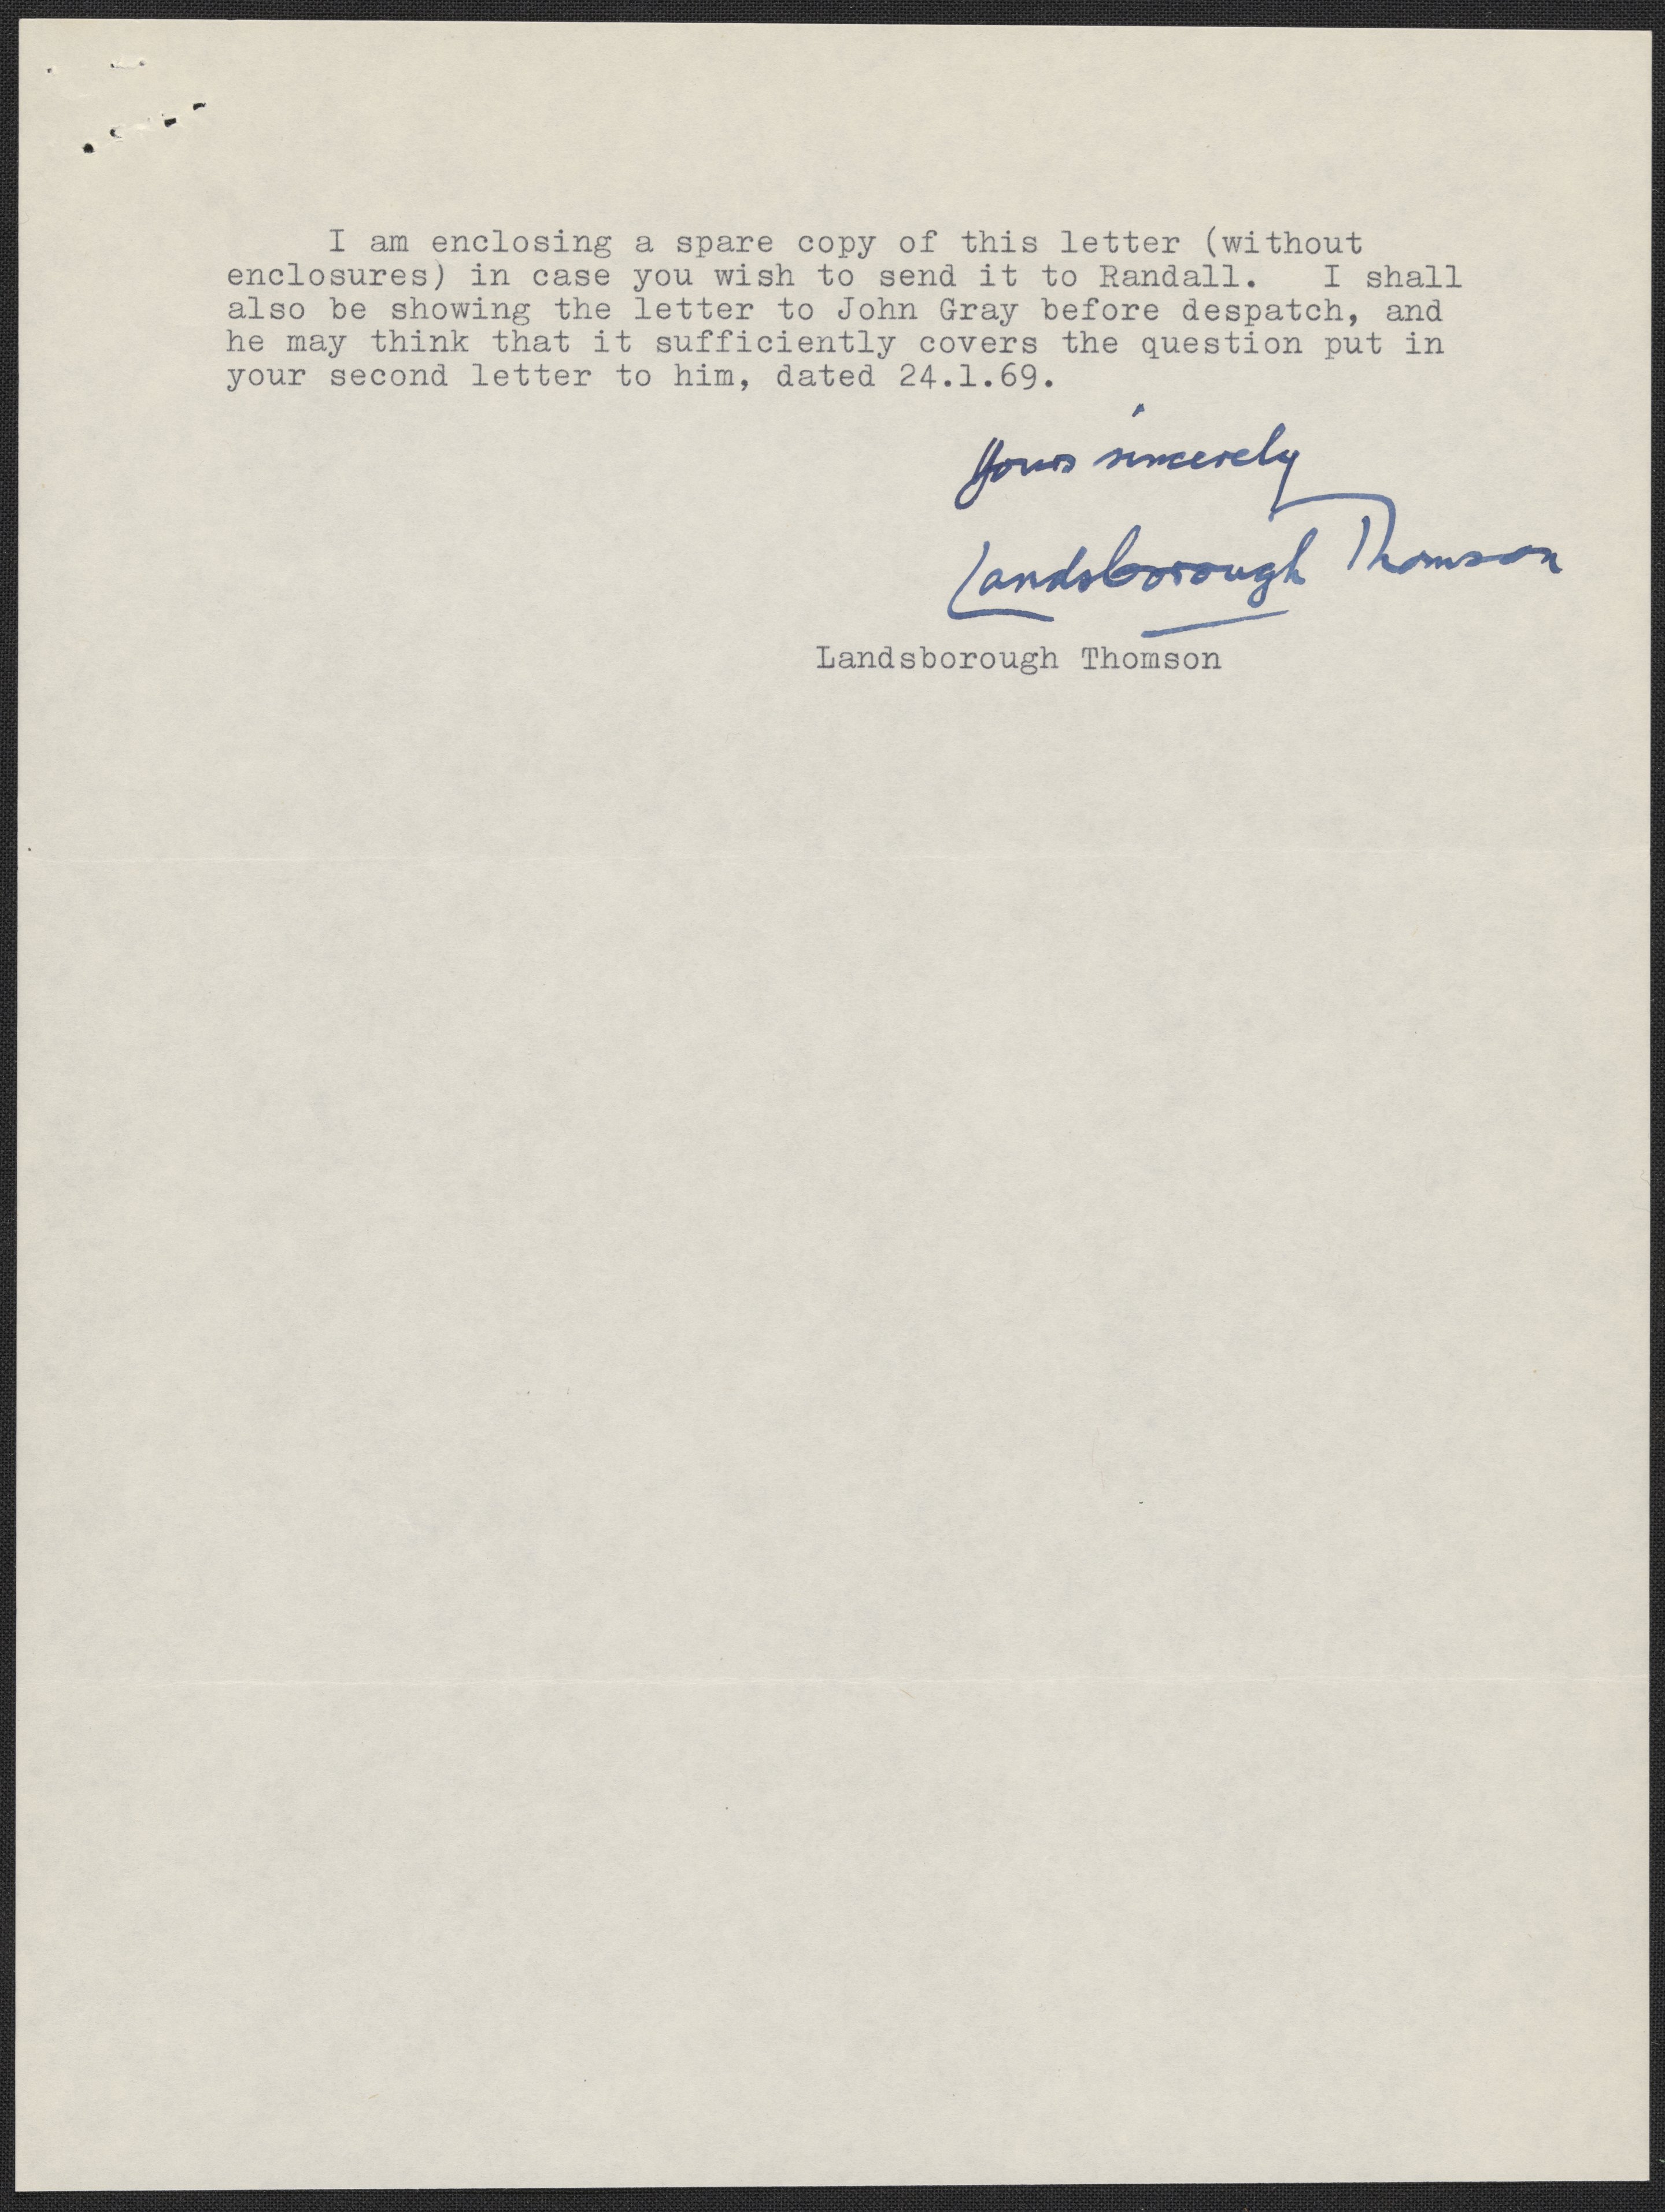 I am enclosing a spare copy of this letter (without
enclosures) in case you wish to send it to Randall.   I shall
also be showing the letter to John Gray before despatch, and
he may think that it sufficiently covers the question put in
your second letter to him, dated 24.1.69.
Yours sincerely
Landsborough Thomson
Landsborough Thomson